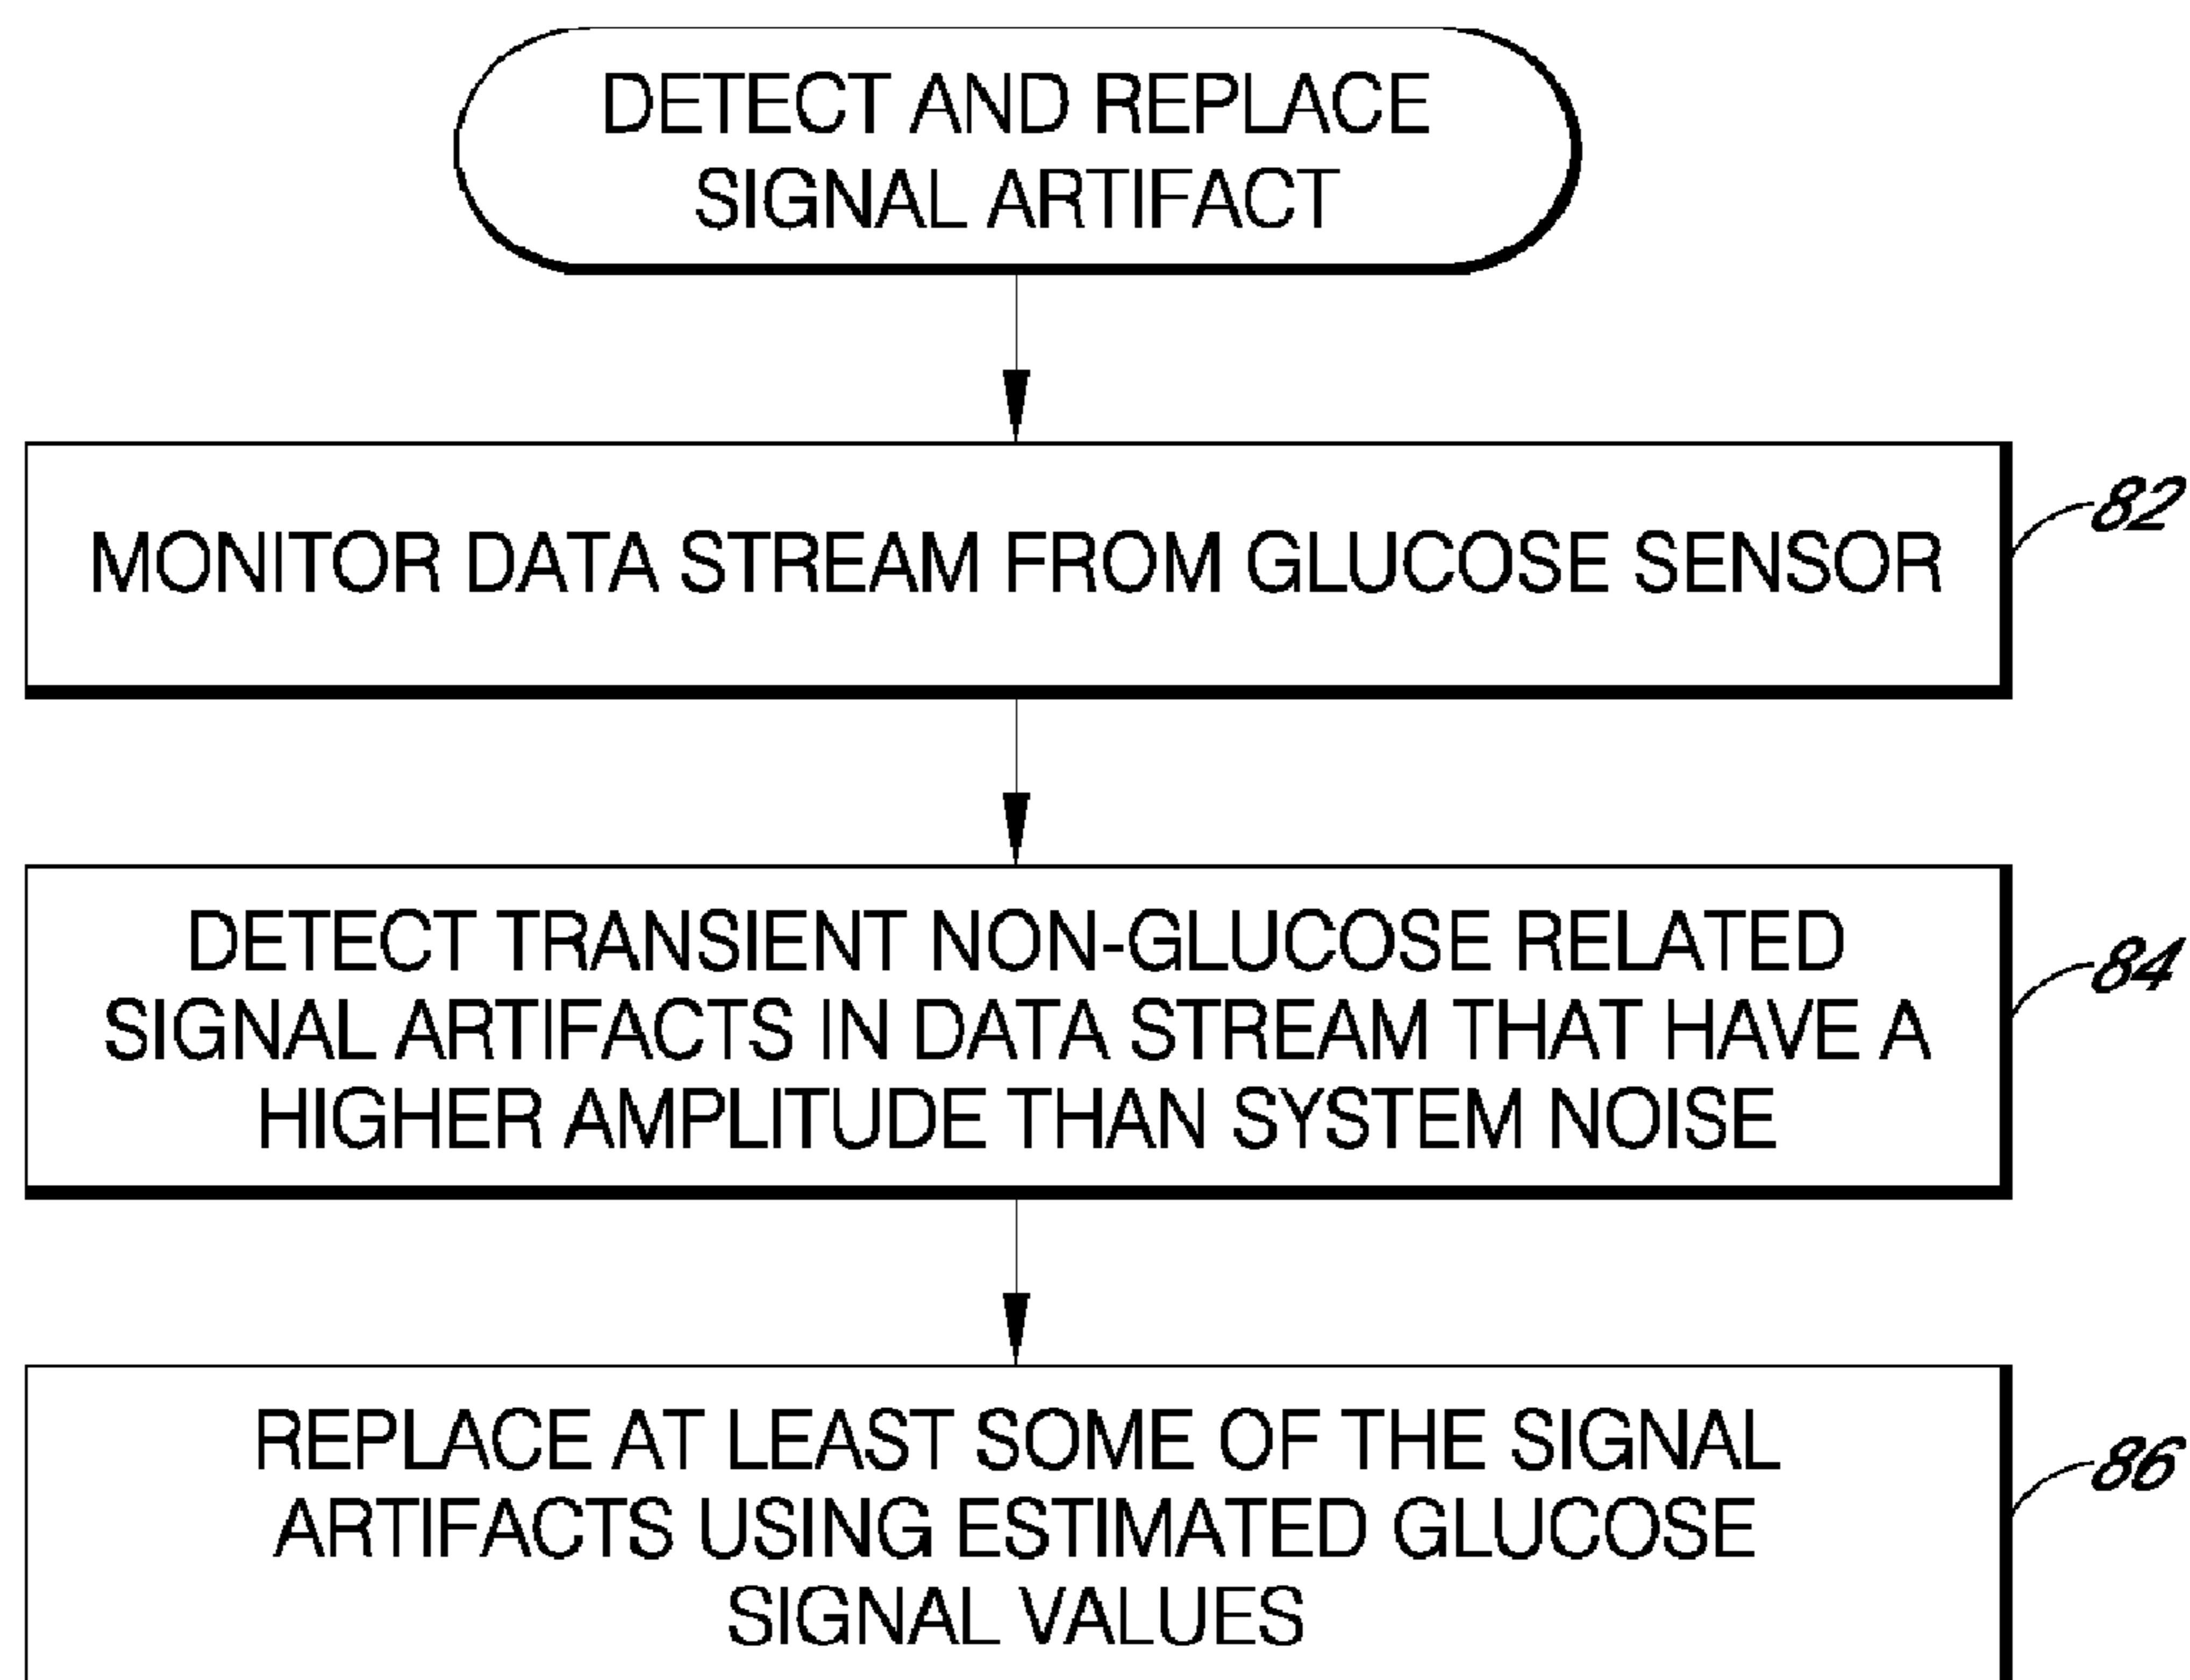 DETECT AND REPLACE
SIGNAL ARTIFACT
MONITOR DATA STREAM FROM GLUCOSE SENSOR
82
DETECT TRANSIENT NON-GLUCOSE RELATED
SIGNAL ARTIFACTS IN DATA STREAM THAT HAVE A
HIGHER AMPLITUDE THAN SYSTEM NOISE
84
REPLACE AT LEAST SOME OF THE SIGNAL
ARTIFACTS USING ESTIMATED GLUCOSE
SIGNAL VALUES
86